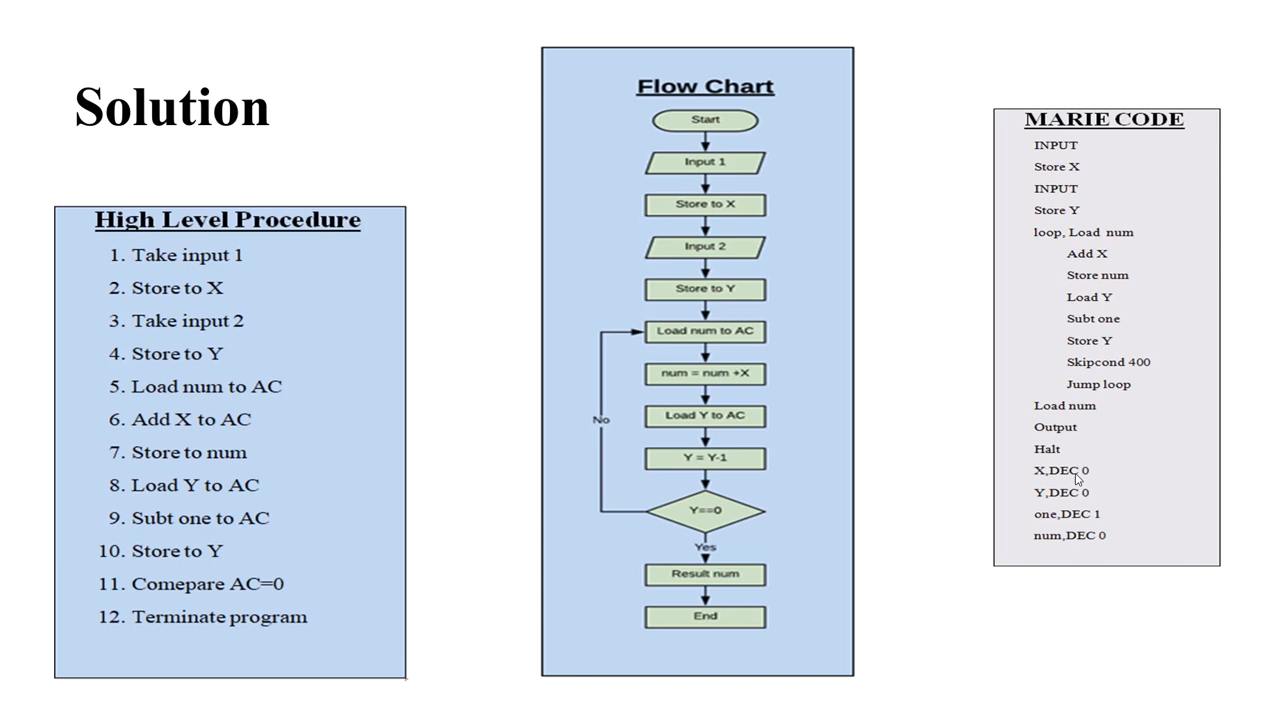 Solution
High Level Procedure
1. Take input 1
2. Store to X
3. Take input 2
4. Store to Y
5. Load num to AC
6. Add X to AC
7. Store to num
8. Load Y to AC
9. Subt one to AC
10. Store to Y
11. Comepare AC=0
12. Terminate program
Flow Chart
Start
Input 1
Store to X
Input 2
Store to Y
Load num to AC
num = num +X
Load Y to AC
Y = Y-1
Y==0
No
Yes
Result num
End
MARIE CODE
INPUT
Store X
INPUT
Store Y
loop, Load num
Add X
Store num
Load Y
Subt one
Store Y
Skipcond 400
Jump loop
Load num
Output
Halt
X,DEC 0
Y,DEC 0
one,DEC 1
num,DEC 0